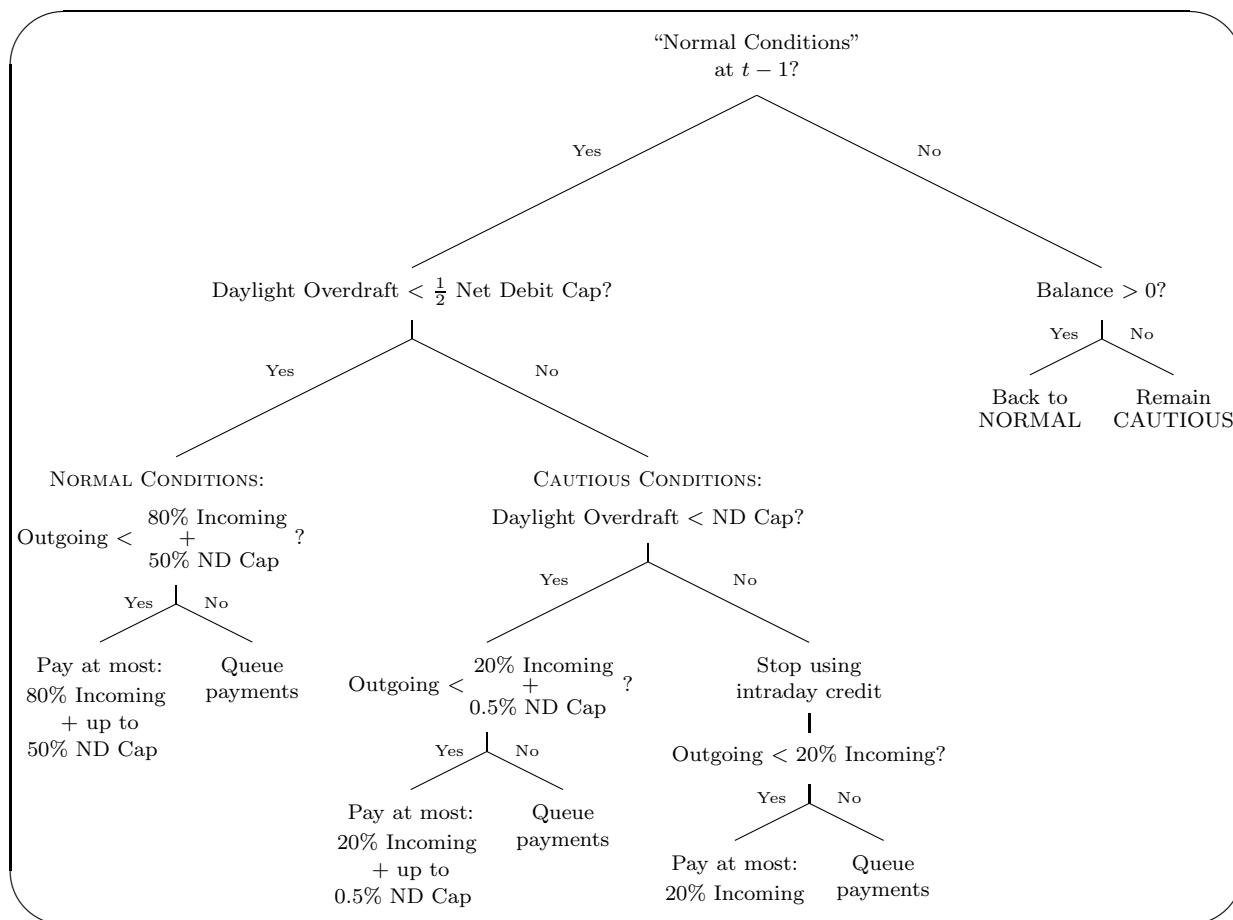 “Normal Conditions”
at t − 1?
Yes
No
Daylight Overdraft < 1/2 Net Debit Cap?
Balance > 0?
Yes
No
Yes
No
Back to
NORMAL
Remain
CAUTIOUS
NORMAL CONDITIONS:
Outgoing < 80% Incoming
+
50% ND Cap ?
Yes
No
Pay at most:
80% Incoming
+ up to
50% ND Cap
Queue
payments
CAUTIOUS CONDITIONS:
Daylight Overdraft < ND Cap?
Yes
No
Outgoing < 20% Incoming
+
0.5% ND Cap ?
Yes
No
Pay at most:
20% Incoming
+ up to
0.5% ND Cap
Queue
payments
Stop using
intraday credit
Outgoing < 20% Incoming?
Yes
No
Pay at most:
20% Incoming
Queue
payments